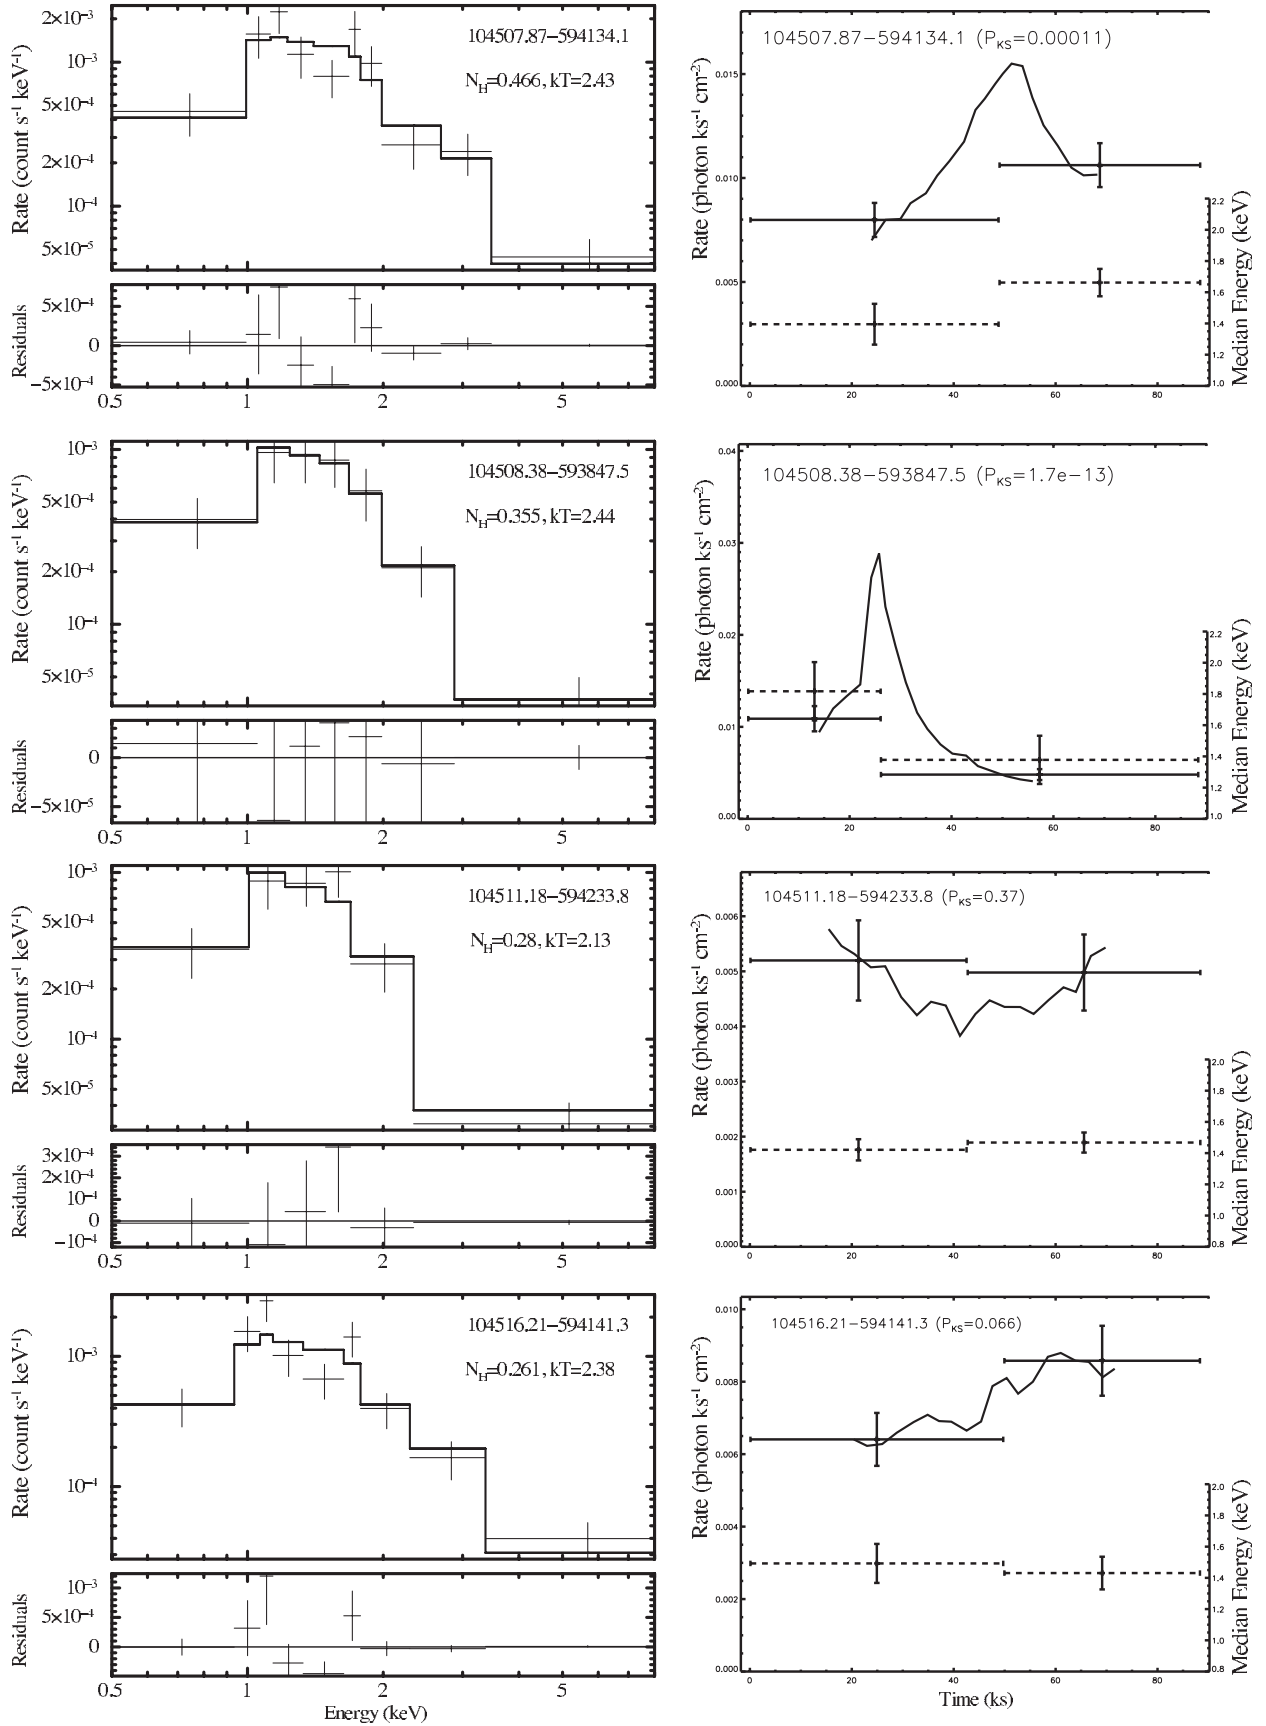 104507.87−594134.1
N_H=0.466, kT=2.43
Rate (count s⁻¹ keV⁻¹)
2×10⁻³
10⁻³
5×10⁻⁴
2×10⁻⁴
10⁻⁴
5×10⁻⁵
Residuals
5×10⁻⁴
0
−5×10⁻⁴
0.5 1 2 5
104507.87−594134.1 (P_KS=0.00011)
Rate (photon ks⁻¹ cm⁻²)
0.015
0.010
0.005
0.000
0 20 40 60 80
Median Energy (keV)
2.2
2.0
1.8
1.6
1.4
1.2
1.0
104508.38−593847.5
N_H=0.355, kT=2.44
Rate (count s⁻¹ keV⁻¹)
10⁻³
5×10⁻⁴
2×10⁻⁴
10⁻⁴
5×10⁻⁵
Residuals
0
−5×10⁻⁵
0.5 1 2 5
104508.38−593847.5 (P_KS=1.7e−13)
Rate (photon ks⁻¹ cm⁻²)
0.04
0.03
0.02
0.01
0.00
0 20 40 60 80
Median Energy (keV)
2.2
2.0
1.8
1.6
1.4
1.2
1.0
104511.18−594233.8
N_H=0.28, kT=2.13
Rate (count s⁻¹ keV⁻¹)
10⁻³
5×10⁻⁴
2×10⁻⁴
10⁻⁴
5×10⁻⁵
Residuals
3×10⁻⁴
2×10⁻⁴
10⁻⁴
0
−10⁻⁴
0.5 1 2 5
104511.18−594233.8 (P_KS=0.37)
Rate (photon ks⁻¹ cm⁻²)
0.006
0.005
0.004
0.003
0.002
0.001
0.000
0 20 40 60 80
Median Energy (keV)
2.0
1.8
1.6
1.4
1.2
1.0
0.8
104516.21−594141.3
N_H=0.261, kT=2.38
Rate (count s⁻¹ keV⁻¹)
10⁻³
10⁻⁴
Residuals
10⁻³
5×10⁻⁴
0
0.5 1 2 5
Energy (keV)
104516.21−594141.3 (P_KS=0.066)
Rate (photon ks⁻¹ cm⁻²)
0.010
0.008
0.006
0.004
0.002
0.000
0 20 40 60 80
Time (ks)
Median Energy (keV)
2.0
1.8
1.6
1.4
1.2
1.0
0.8